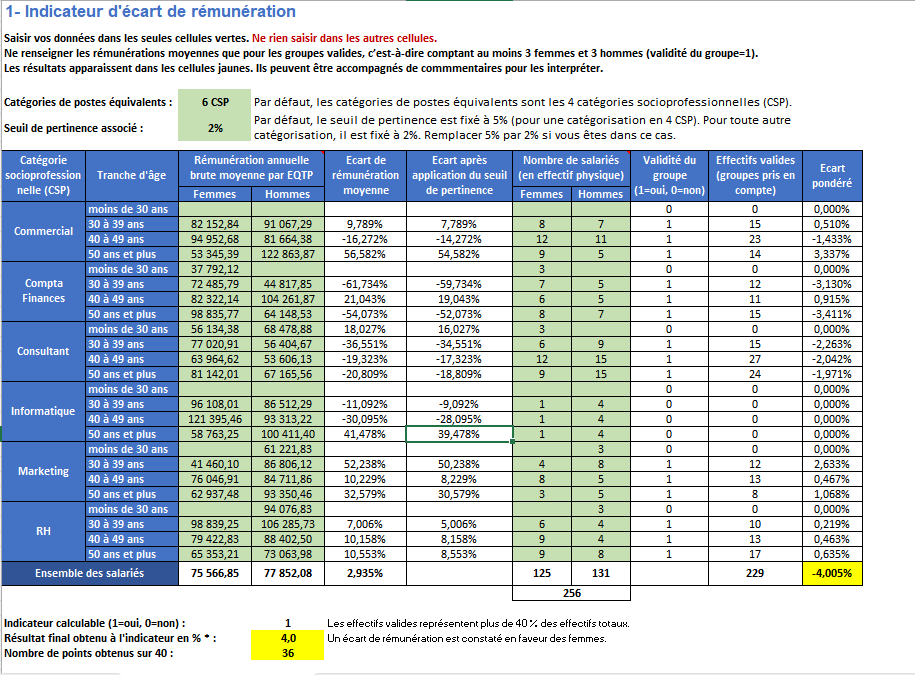 1- Indicateur d'écart de rémunération
Saisir vos données dans les seules cellules vertes. Ne rien saisir dans les autres cellules.
Ne renseigner les rémunérations moyennes que pour les groupes valides, c'est-à-dire comptant au moins 3 femmes et 3 hommes (validité du groupe=1).
Les résultats apparaissent dans les cellules jaunes. Ils peuvent être accompagnés de commmentaires pour les interpréter.
Catégories de postes équivalents : 6 CSP Par défaut, les catégories de postes équivalents sont les 4 catégories socioprofessionnelles (CSP).
Seuil de pertinence associé : 2% Par défaut, le seuil de pertinence est fixé à 5% (pour une catégorisation en 4 CSP). Pour toute autre
catégorisation, il est fixé à 2%. Remplacer 5% par 2% si vous êtes dans ce cas.
Catégorie socioprofession nelle (CSP) Tranche d'âge Rémunération annuelle brute moyenne par EQTP Ecart de rémunération moyenne Ecart après application du seuil de pertinence Nombre de salariés (en effectif physique) Validité du groupe (1=oui, 0=non) Effectifs valides (groupes pris en compte) Ecart pondéré
Femmes Hommes Femmes Hommes
Commercial
moins de 30 ans 0 0 0,000%
30 à 39 ans 82 152,84 91 067,29 9,789% 7,789% 8 7 1 15 0,510%
40 à 49 ans 94 952,68 81 664,38 -16,272% -14,272% 12 11 1 23 -1,433%
50 ans et plus 53 345,39 122 863,87 56,582% 54,582% 9 5 1 14 3,337%
Compta Finances
moins de 30 ans 37 792,12 3 0 0 0,000%
30 à 39 ans 72 485,79 44 817,85 -61,734% -59,734% 7 5 1 12 -3,130%
40 à 49 ans 82 322,14 104 261,87 21,043% 19,043% 6 5 1 11 0,915%
50 ans et plus 98 835,77 64 148,53 -54,073% -52,073% 8 7 1 15 -3,411%
Consultant
moins de 30 ans 56 134,38 68 478,88 18,027% 16,027% 3 0 0 0,000%
30 à 39 ans 77 020,91 56 404,67 -36,551% -34,551% 6 9 1 15 -2,263%
40 à 49 ans 63 964,62 53 606,13 -19,323% -17,323% 12 15 1 27 -2,042%
50 ans et plus 81 142,01 67 165,56 -20,809% -18,809% 9 15 1 24 -1,971%
Informatique
moins de 30 ans 0 0 0,000%
30 à 39 ans 96 108,01 86 512,29 -11,092% -9,092% 1 4 0 0 0,000%
40 à 49 ans 121 395,46 93 313,22 -30,095% -28,095% 1 4 0 0 0,000%
50 ans et plus 58 763,25 100 411,40 41,478% 39,478% 1 4 0 0 0,000%
Marketing
moins de 30 ans 61 221,83 3 0 0 0,000%
30 à 39 ans 41 460,10 86 806,12 52,238% 50,238% 4 8 1 12 2,633%
40 à 49 ans 76 046,91 84 711,86 10,229% 8,229% 8 5 1 13 0,467%
50 ans et plus 62 937,48 93 350,46 32,579% 30,579% 3 5 1 8 1,068%
RH
moins de 30 ans 94 076,83 3 0 0 0,000%
30 à 39 ans 98 839,25 106 285,73 7,006% 5,006% 6 4 1 10 0,219%
40 à 49 ans 79 422,83 88 402,50 10,158% 8,158% 9 4 1 13 0,463%
50 ans et plus 65 353,21 73 063,98 10,553% 8,553% 9 8 1 17 0,635%
Ensemble des salariés 75 566,85 77 852,08 2,935% 125 131 229 -4,005%
256
Indicateur calculable (1=oui, 0=non) : 1 Les effectifs valides représentent plus de 40% des effectifs totaux.
Résultat final obtenu à l'indicateur en % * : 4,0 Un écart de rémunération est constaté en faveur des femmes.
Nombre de points obtenus sur 40 : 36